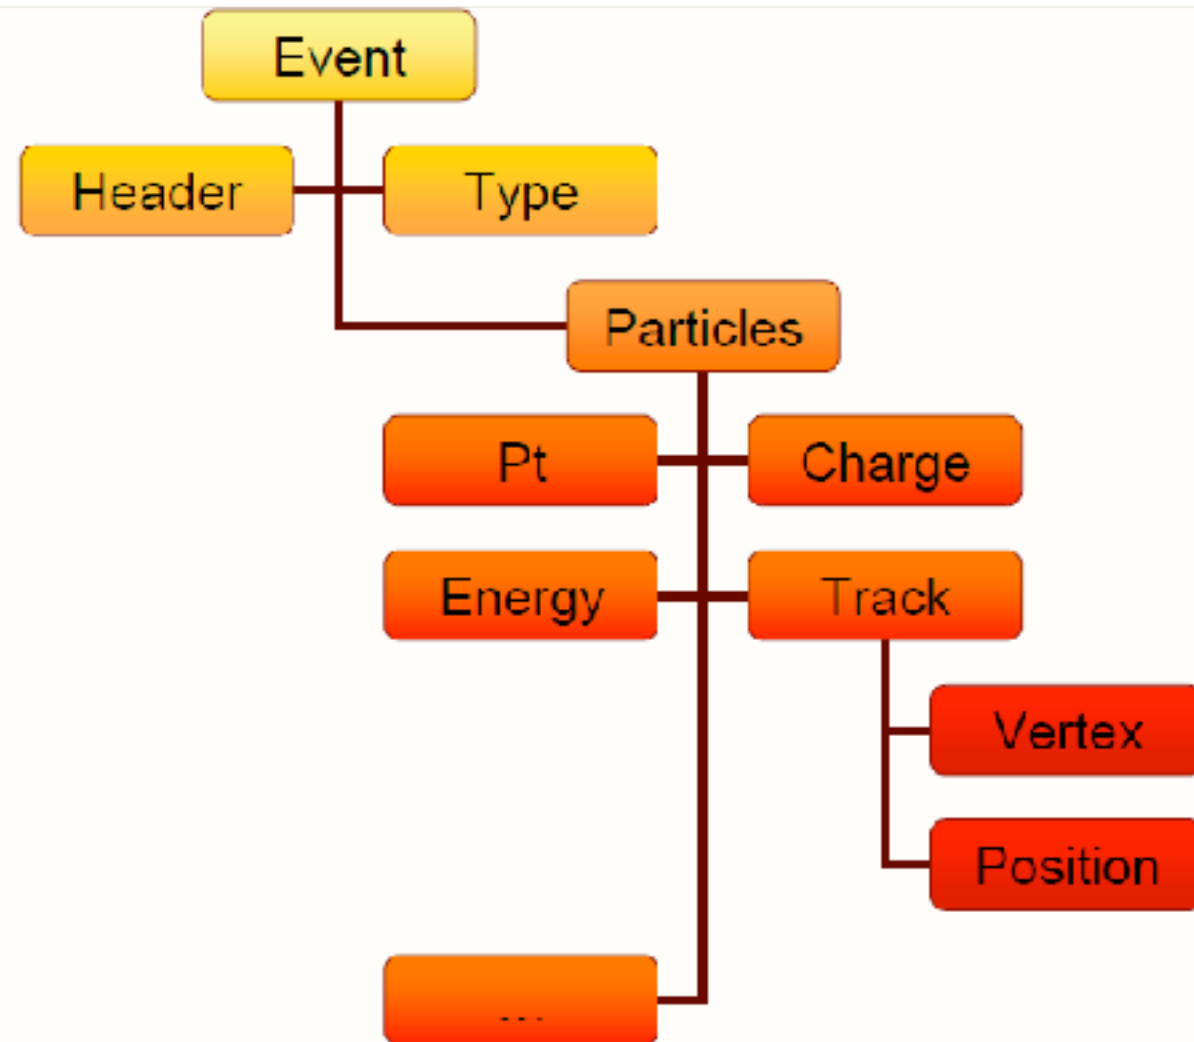 Event
Header
Type
Particles
Pt
Charge
Energy
Track
Vertex
Position
...